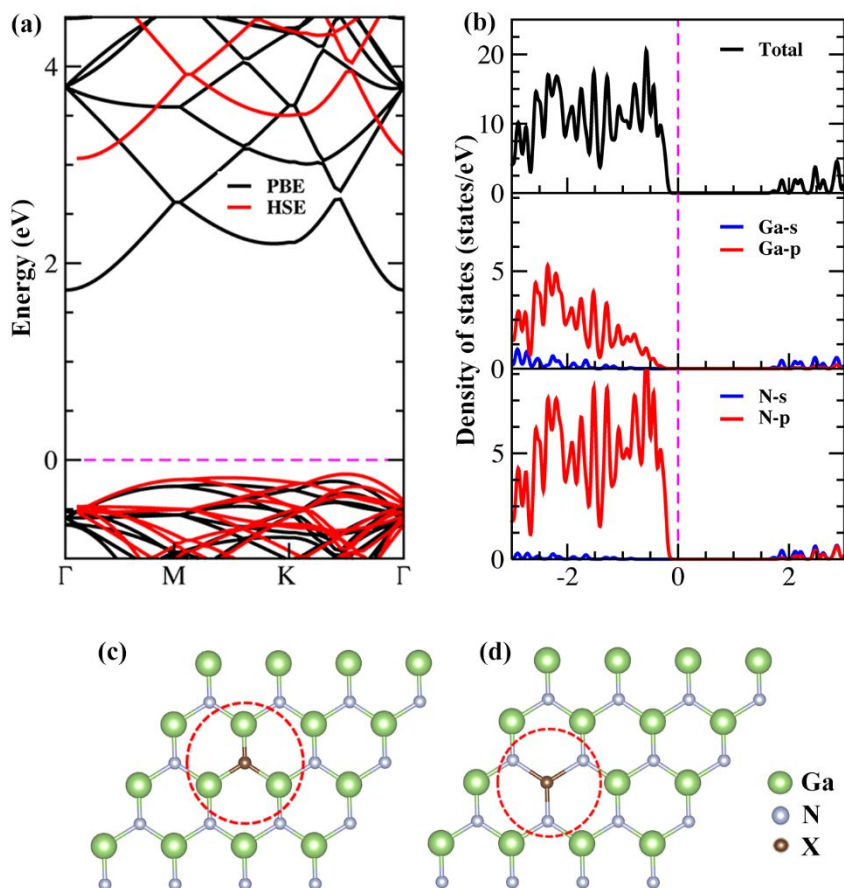 (a)
4
2
0
Energy (eV)
PBE
HSE
Γ
M
K
Γ
(b)
20
10
0
5
0
5
0
Density of states (states/eV)
Total
Ga-s
Ga-p
N-s
N-p
-2
0
2
(c)
(d)
Ga
N
X